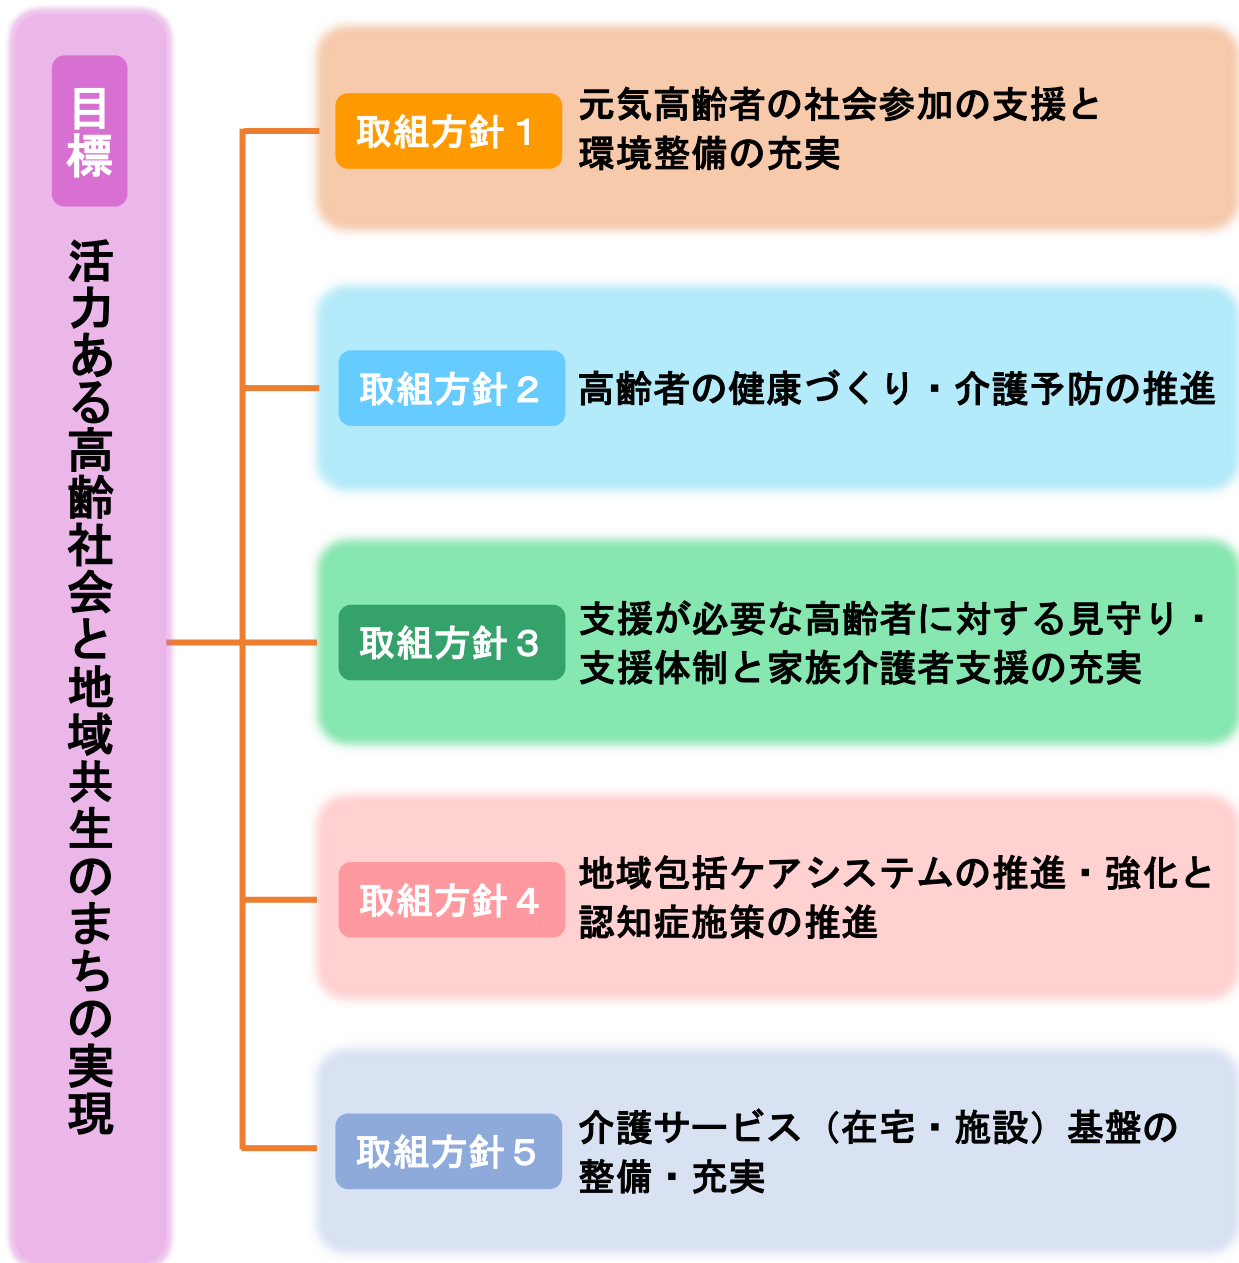 目標
活力ある高齢社会と地域共生のまちの実現
取組方針１
元気高齢者の社会参加の支援と
環境整備の充実
取組方針２
高齢者の健康づくり・介護予防の推進
取組方針３
支援が必要な高齢者に対する見守り・
支援体制と家族介護者支援の充実
取組方針４
地域包括ケアシステムの推進・強化と
認知症施策の推進
取組方針５
介護サービス（在宅・施設）基盤の
整備・充実